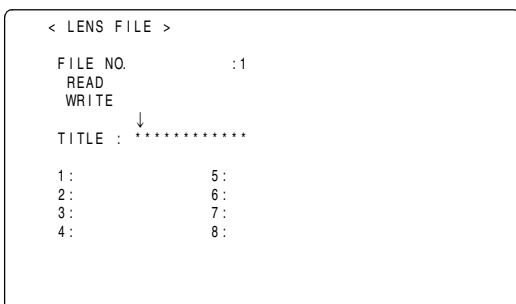 < LENS FILE >
FILE NO. :1
READ
WRITE
↓
TITLE : ************
1: 5:
2: 6:
3: 7:
4: 8: